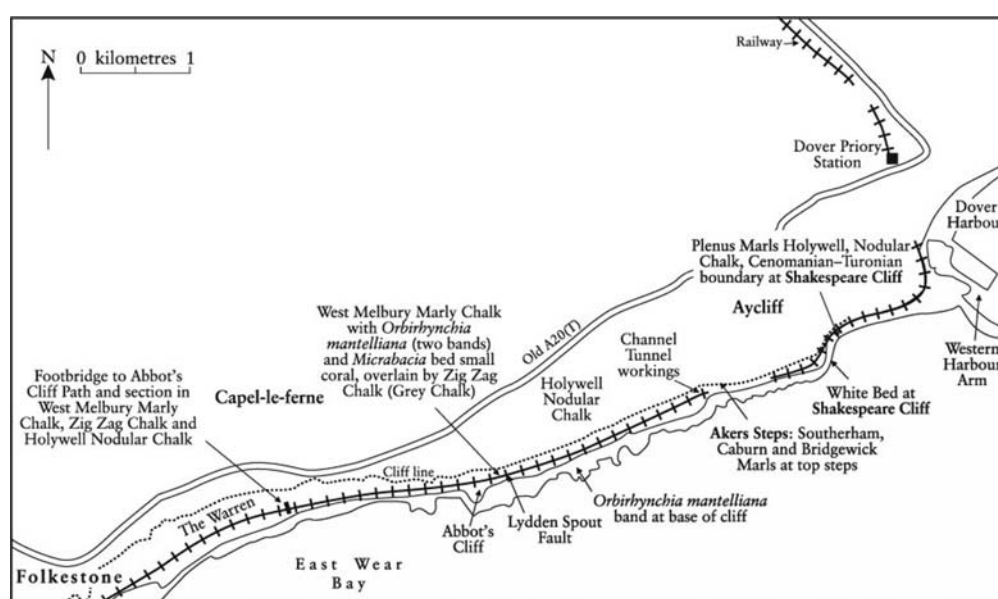 N
0 kilometres 1
Railway
Dover Priory
Station
Dover
Harbour
Plenus Marls Holywell, Nodular
Chalk, Cenomanian–Turonian
boundary at Shakespeare Cliff
Aycliff
Western
Harbour
Arm
West Melbury Marly Chalk
with Orbirhynchia
mantelliana (two bands)
and Micrabacia bed small
coral, overlain by Zig Zag
Chalk (Grey Chalk)
Old A20(T)
Channel
Tunnel
workings
Footbridge to Abbot's
Cliff Path and section in
West Melbury Marly
Chalk, Zig Zag Chalk and
Holywell Nodular Chalk
Capel-le-ferne
Holywell
Nodular
Chalk
White Bed at
Shakespeare Cliff
Akers Steps: Southerham,
Caburn and Bridgewick
Marls at top steps
Cliff line
The Warren
Orbirhynchia mantelliana
band at base of cliff
Abbot's
Cliff
Lydden Spout
Fault
East Wear
Bay
Folkestone